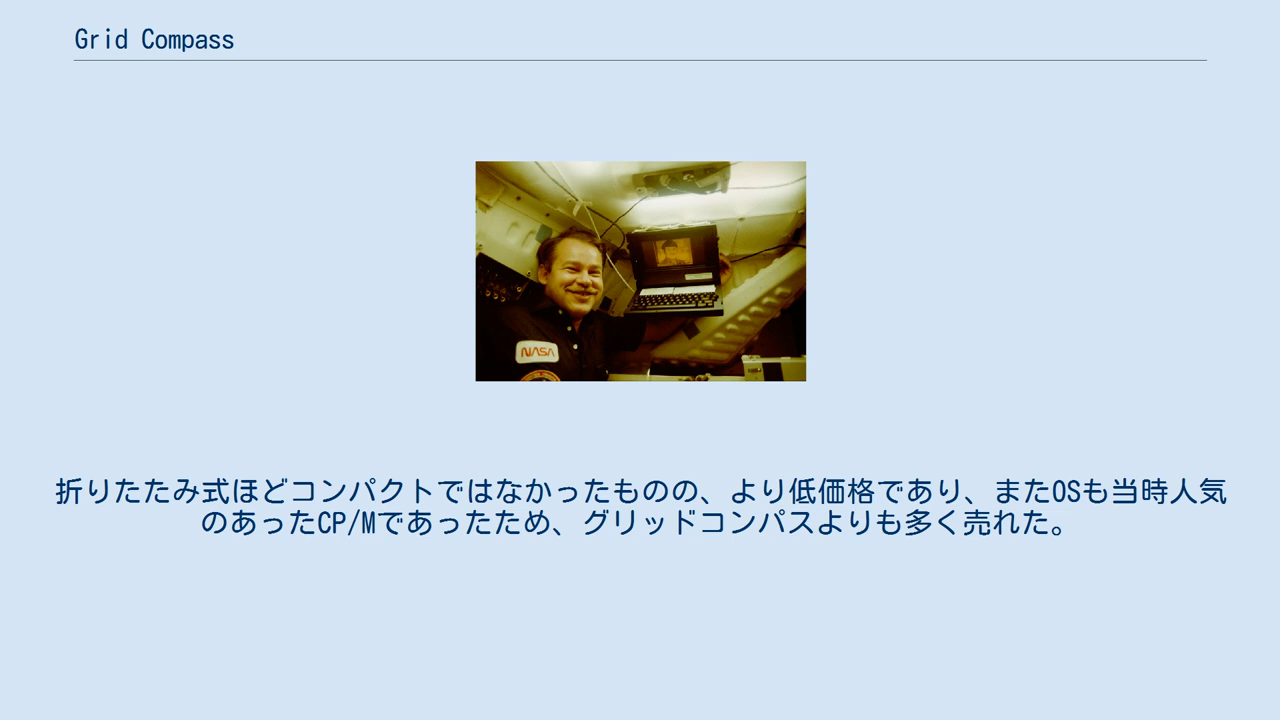 Grid Compass
NASA
折りたたみ式ほどコンパクトではなかったものの、より低価格であり、またOSも当時人気
のあったCP/Mであったため、グリッドコンパスよりも多く売れた。